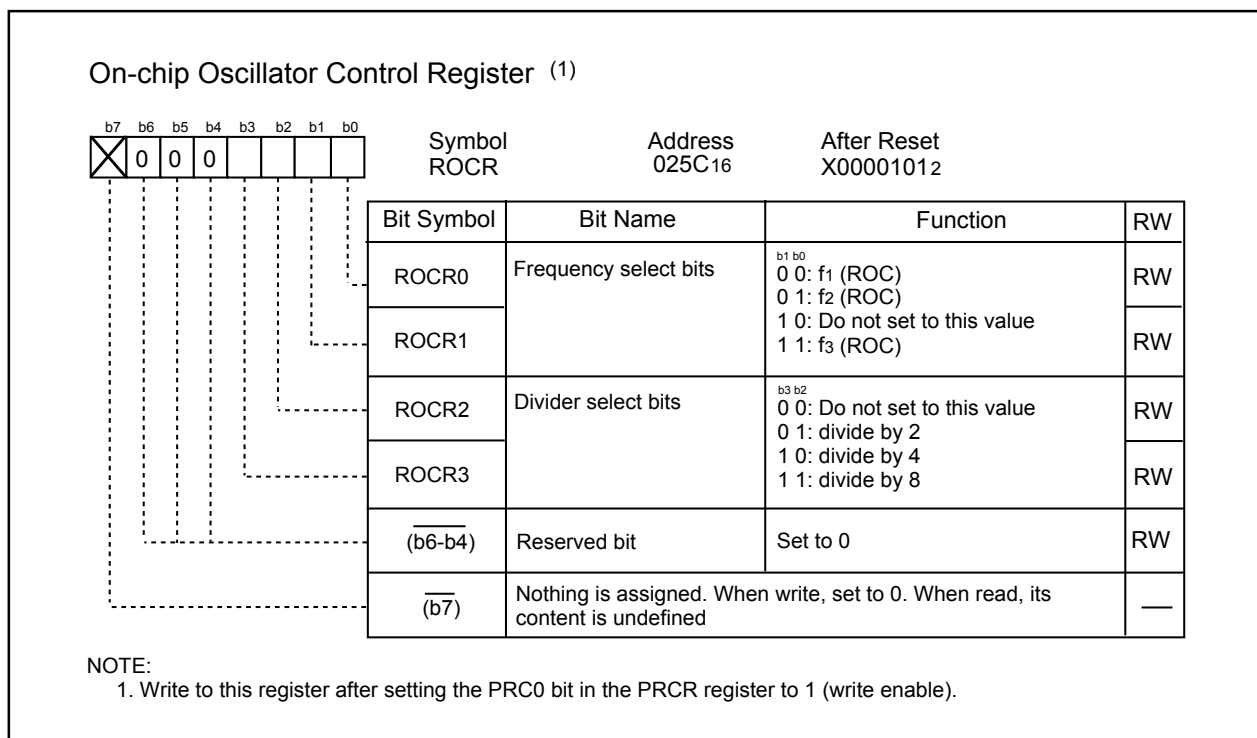 On-chip Oscillator Control Register (1)
b7 b6 b5 b4 b3 b2 b1 b0
0 0 0
Symbol Address After Reset
ROCR 025C16 X00001012
Bit Symbol Bit Name Function RW
ROCR0 Frequency select bits b1 b0 RW
0 0: f1 (ROC)
0 1: f2 (ROC)
ROCR1 1 0: Do not set to this value RW
1 1: f3 (ROC)
ROCR2 Divider select bits b3 b2 RW
0 0: Do not set to this value
0 1: divide by 2
ROCR3 1 0: divide by 4 RW
1 1: divide by 8
(b6-b4) Reserved bit Set to 0 RW
(b7) Nothing is assigned. When write, set to 0. When read, its
content is undefined —
NOTE:
1. Write to this register after setting the PRC0 bit in the PRCR register to 1 (write enable).